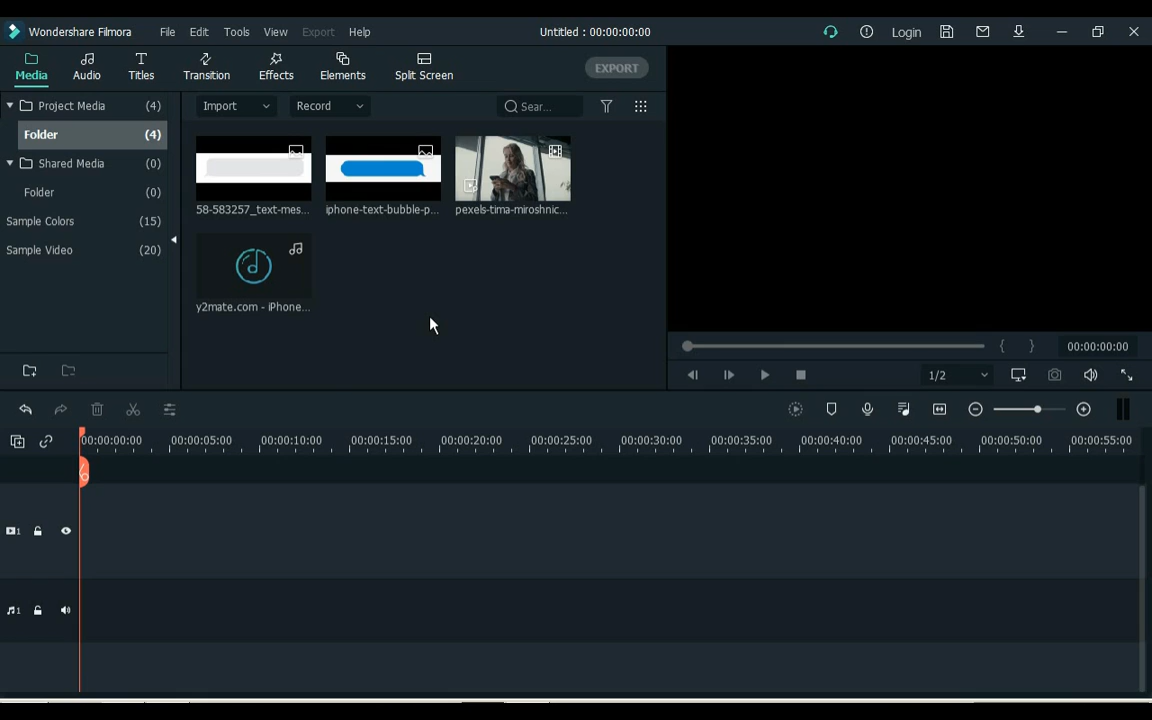 Wondershare Filmora File Edit Tools View Export Help Untitled : 00:00:00:00 Login
Media Audio Titles Transition Effects Elements Split Screen EXPORT
Project Media (4)
Folder (4)
Shared Media (0)
Folder (0)
Sample Colors (15)
Sample Video (20)
Import Record Sear...
58-583257_text-mes... iphone-text-bubble-p... pexels-tima-miroshnic...
y2mate.com - iPhone...
{ } 00:00:00:00
1/2
00:00:00:00 00:00:05:00 00:00:10:00 00:00:15:00 00:00:20:00 00:00:25:00 00:00:30:00 00:00:35:00 00:00:40:00 00:00:45:00 00:00:50:00 00:00:55:00
1
1